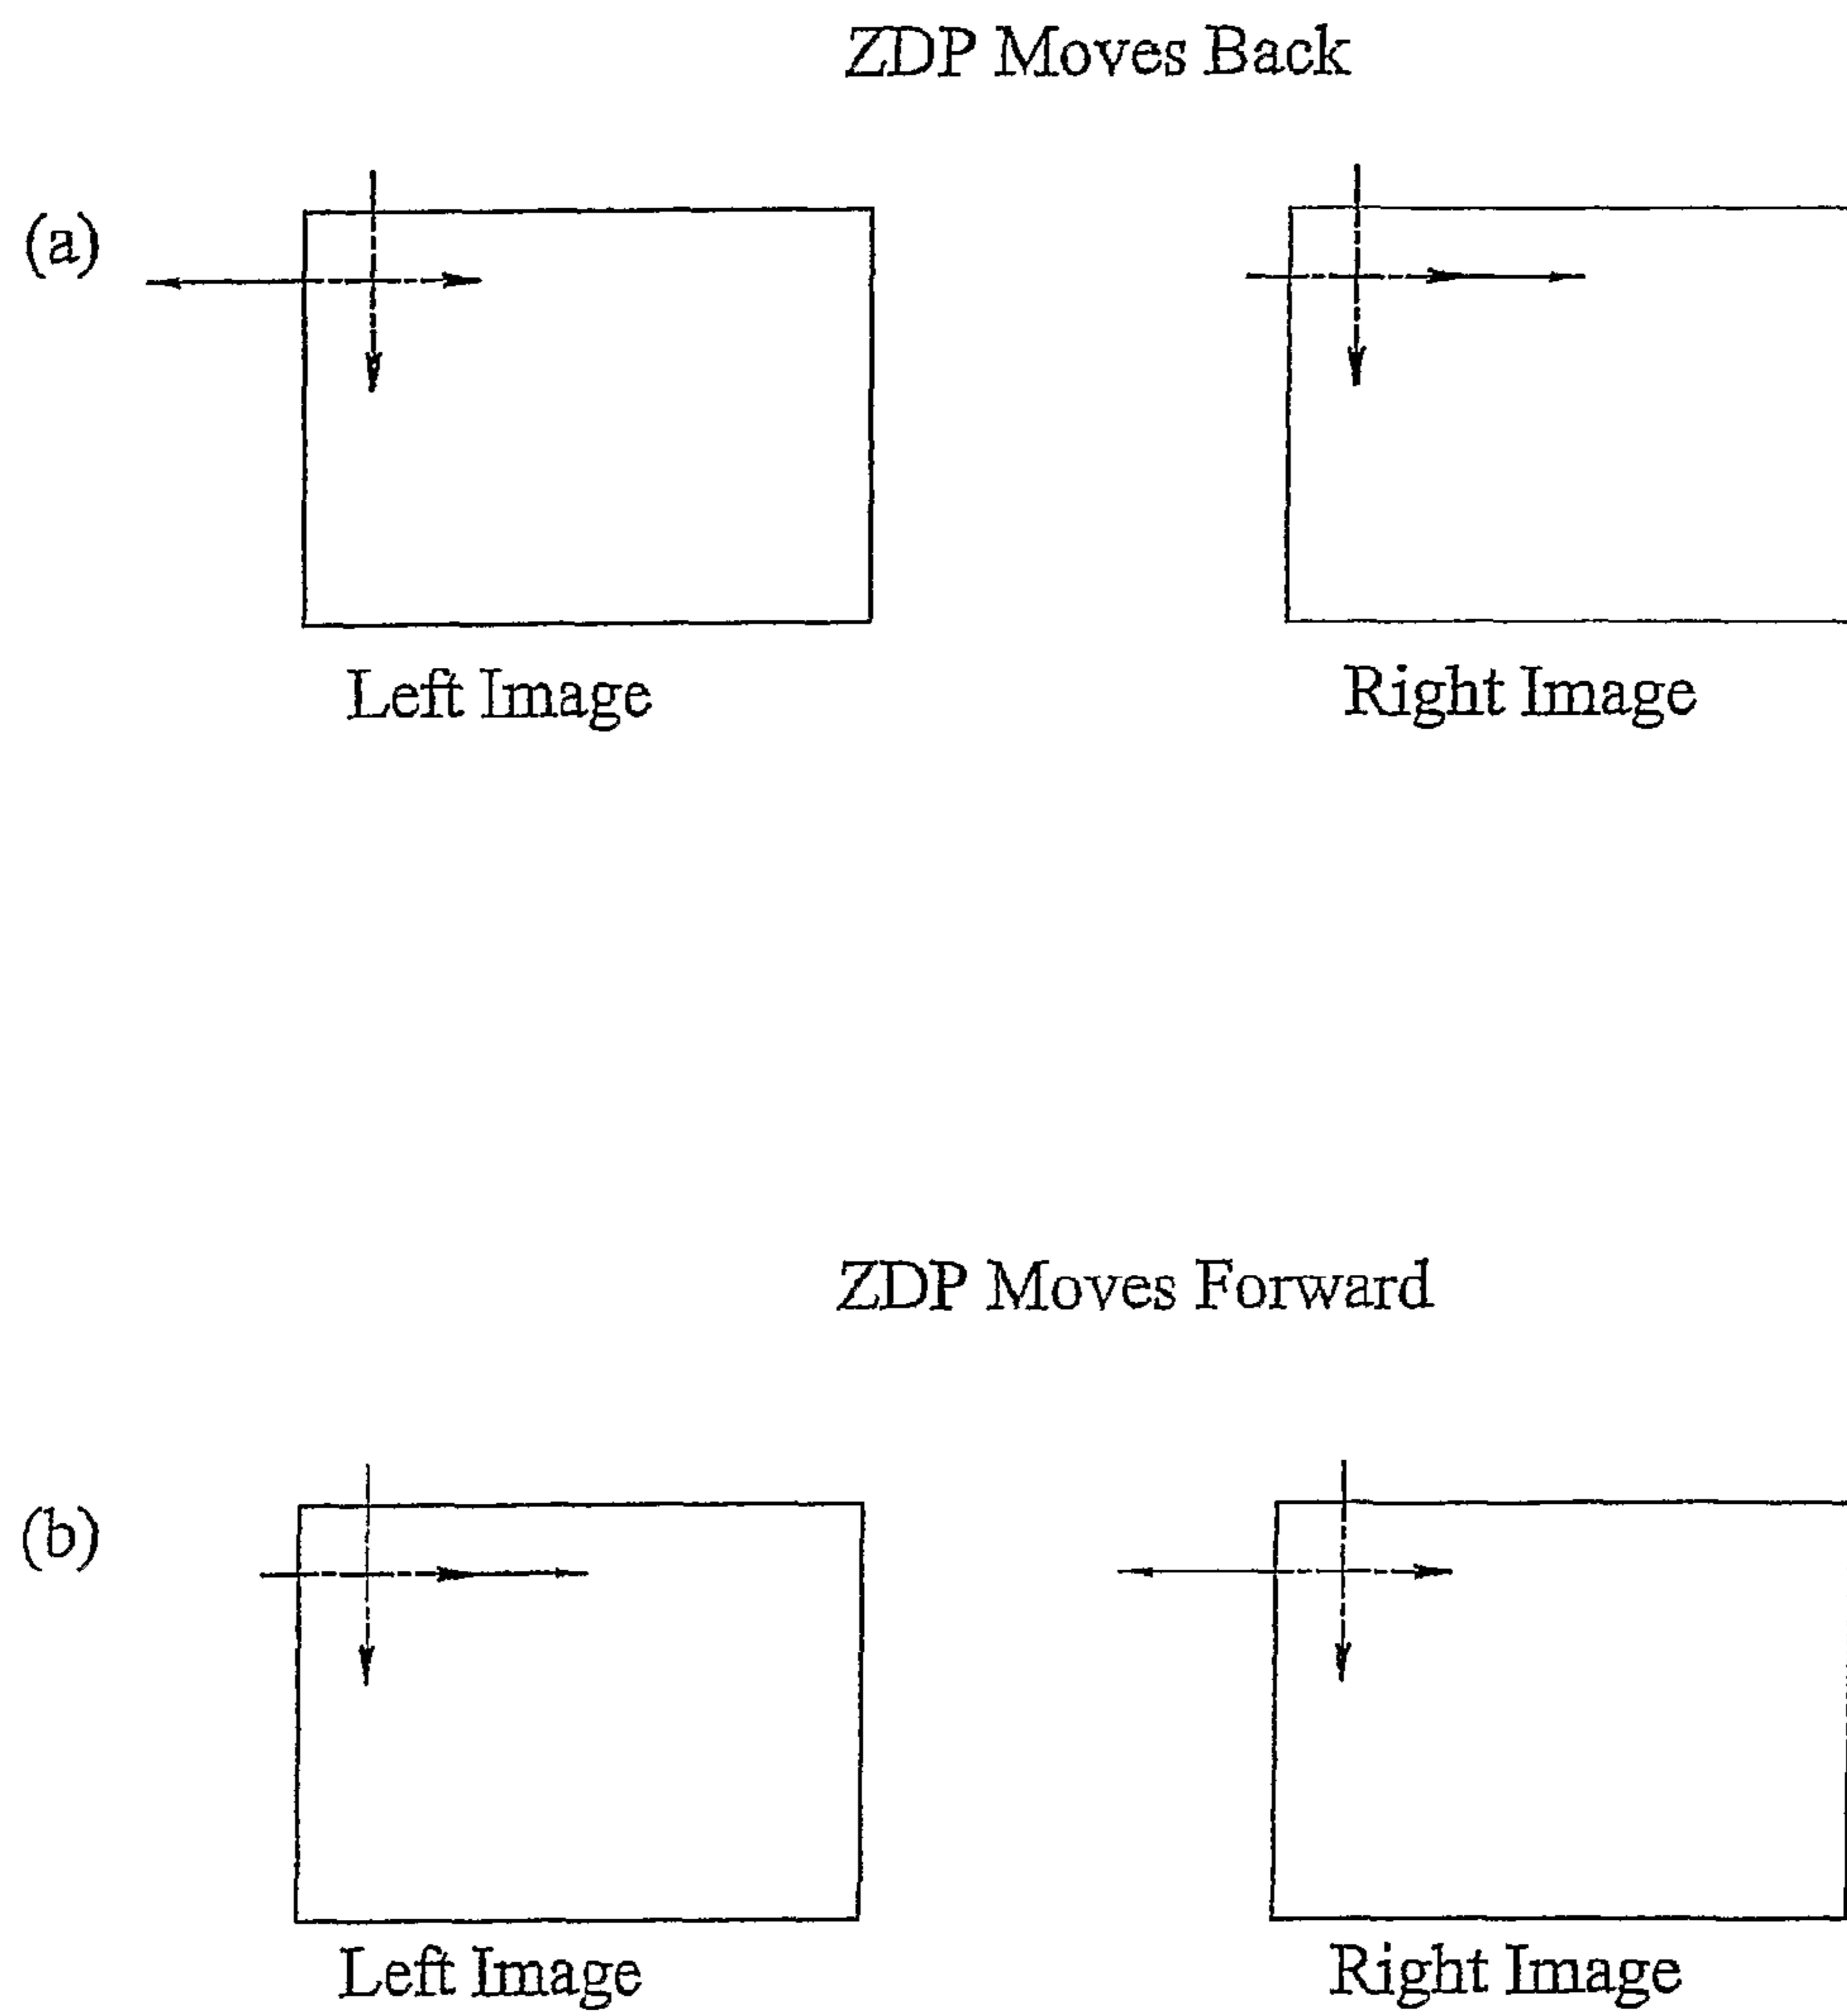 ZDP Moves Back
(a)
Left Image
Right Image
ZDP Moves Forward
(b)
Left Image
Right Image